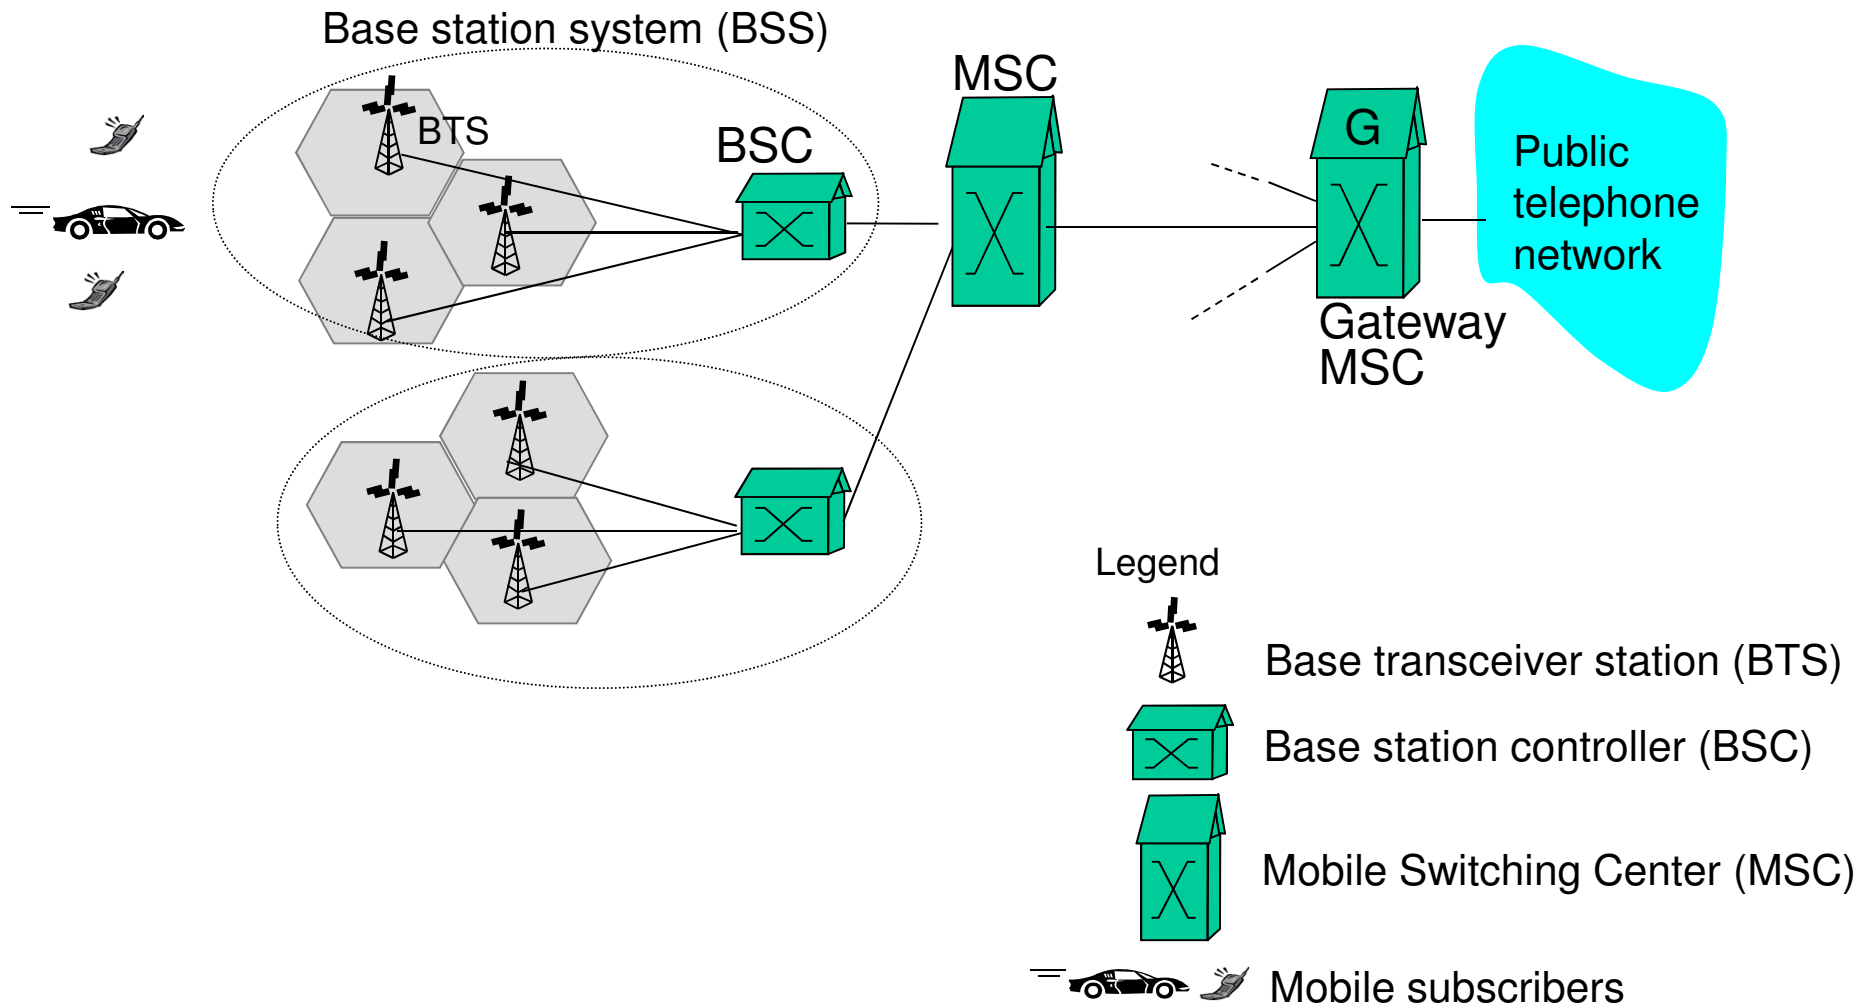 Base station system (BSS)
MSC
G
BTS
BSC
Public
telephone
network
Gateway
MSC
Legend
Base transceiver station (BTS)
Base station controller (BSC)
Mobile Switching Center (MSC)
Mobile subscribers